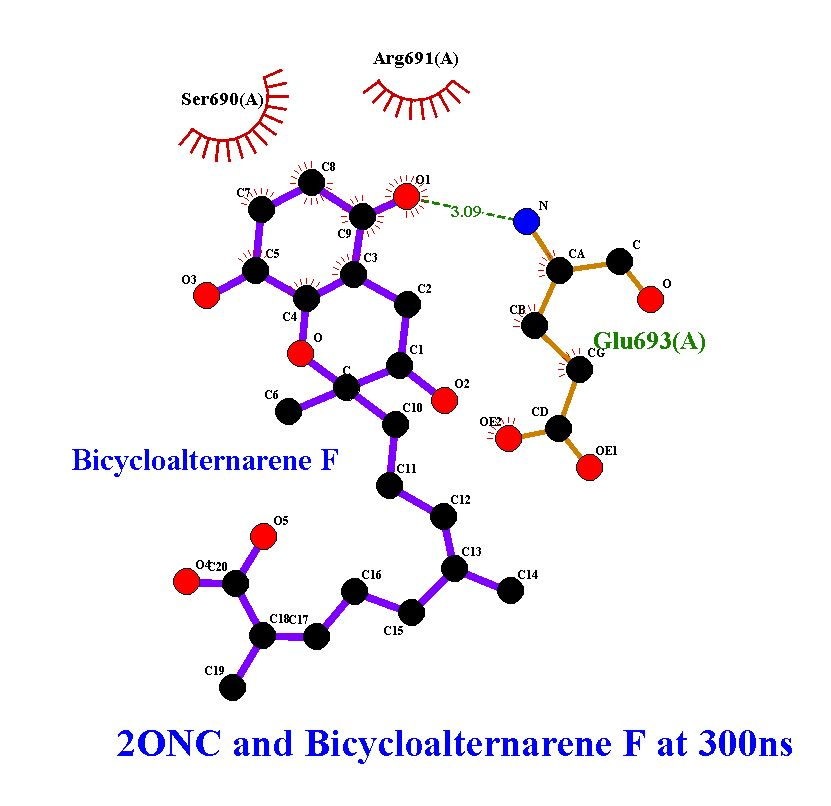 Arg691(A)
Ser690(A)
C8
O1
C7
N
C9
C5
C3
CA
C
O3
C2
O
3.09
C4
CB
O
C1
Glu693(A)
CG
C
O2
C6
C10
OE2
CD
OE1
Bicycloalternarene F
C11
C12
O5
C13
O4
C20
C16
C14
C18
C17
C15
C19
2ONC and Bicycloalternarene F at 300ns